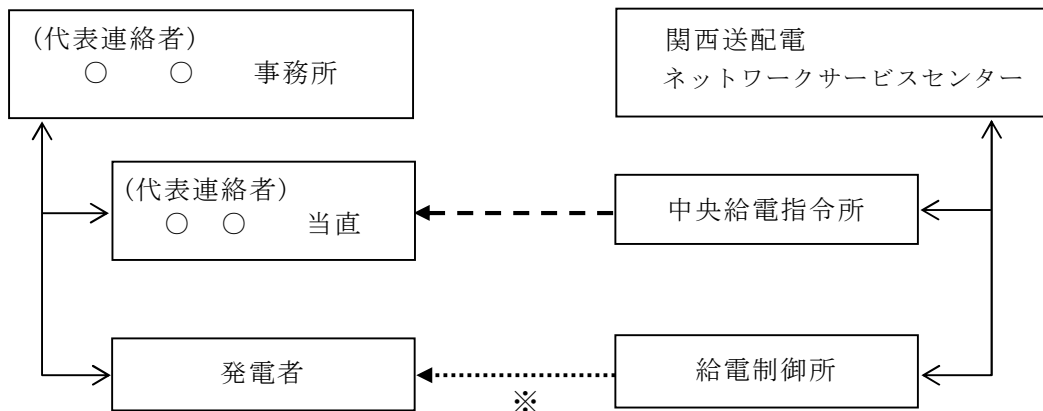 (代表連絡者)
○ ○ 事務所
関西送配電
ネットワークサービスセンター
(代表連絡者)
○ ○ 当直
中央給電指令所
発電者
給電制御所
※